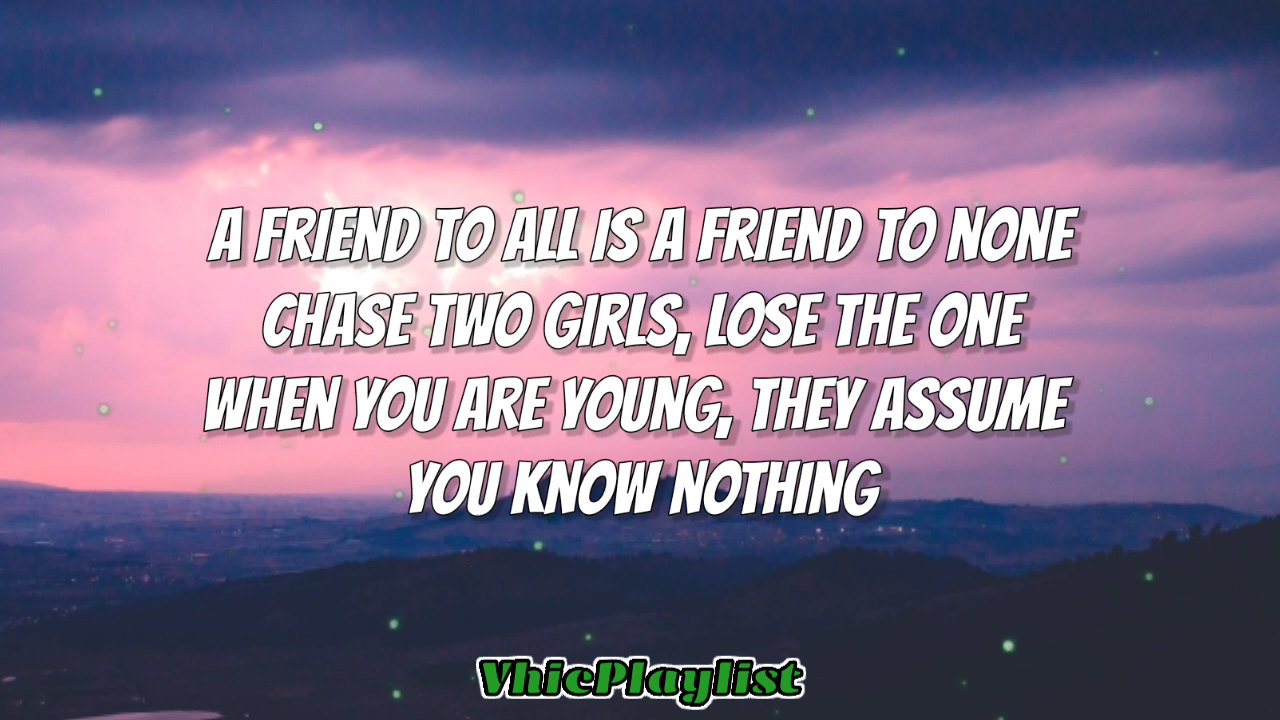 A FRIEND TO ALL IS A FRIEND TO NONE
CHASE TWO GIRLS, LOSE THE ONE
WHEN YOU ARE YOUNG, THEY ASSUME
YOU KNOW NOTHING
VhicPlaylist